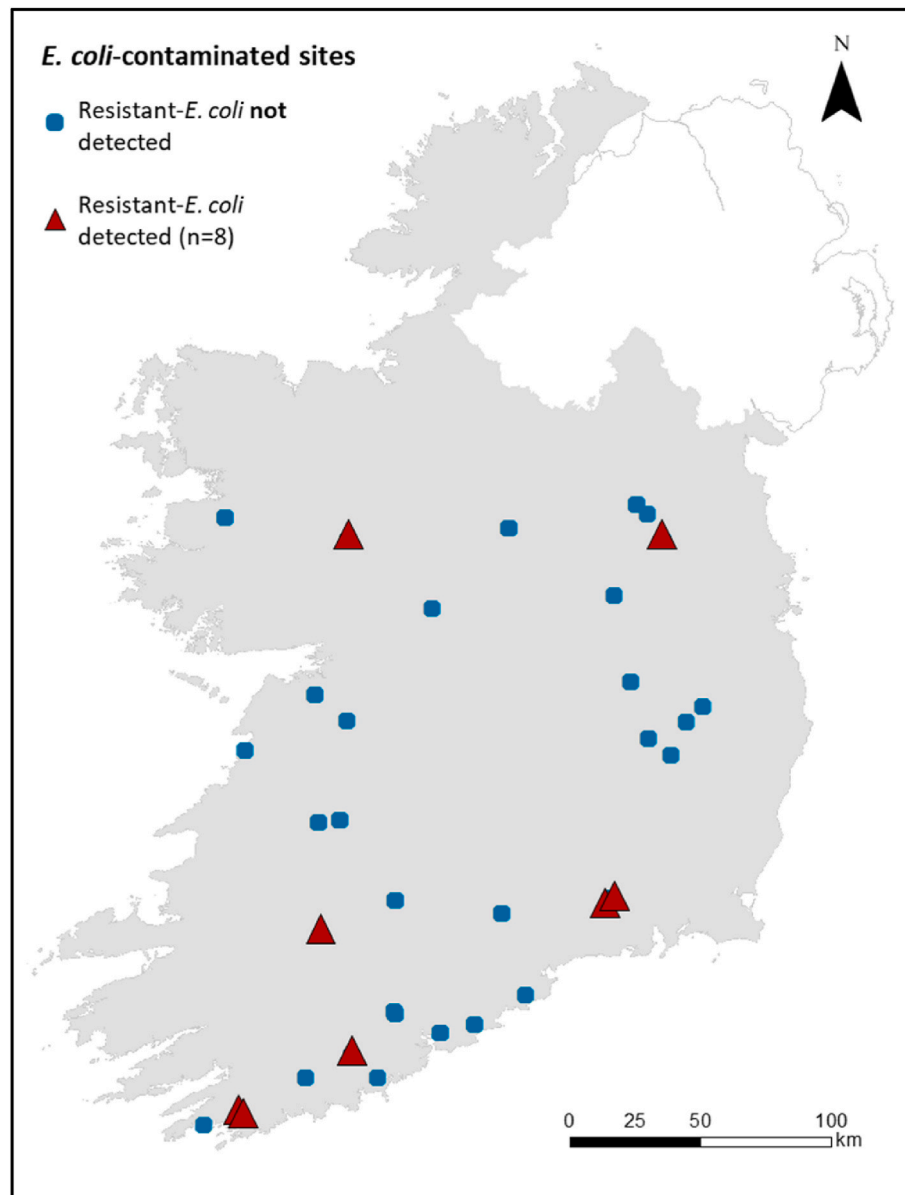 E. coli-contaminated sites
Resistant-E. coli not
detected
Resistant-E. coli
detected (n=8)
N
0 25 50 100
km